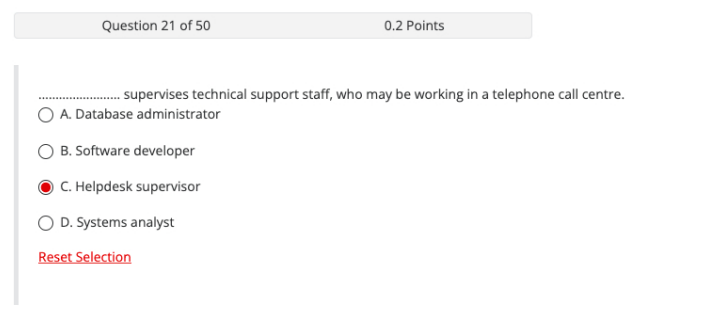 Question 21 of 50 0.2 Points
........................ supervises technical support staff, who may be working in a telephone call centre.
A. Database administrator
B. Software developer
C. Helpdesk supervisor
D. Systems analyst
Reset Selection